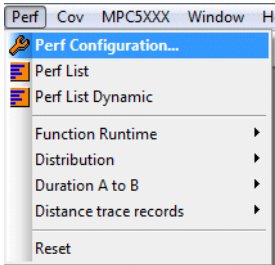 Perf Cov MPC5XXX Window
Perf Configuration...
Perf List
Perf List Dynamic
Function Runtime
Distribution
Duration A to B
Distance trace records
Reset